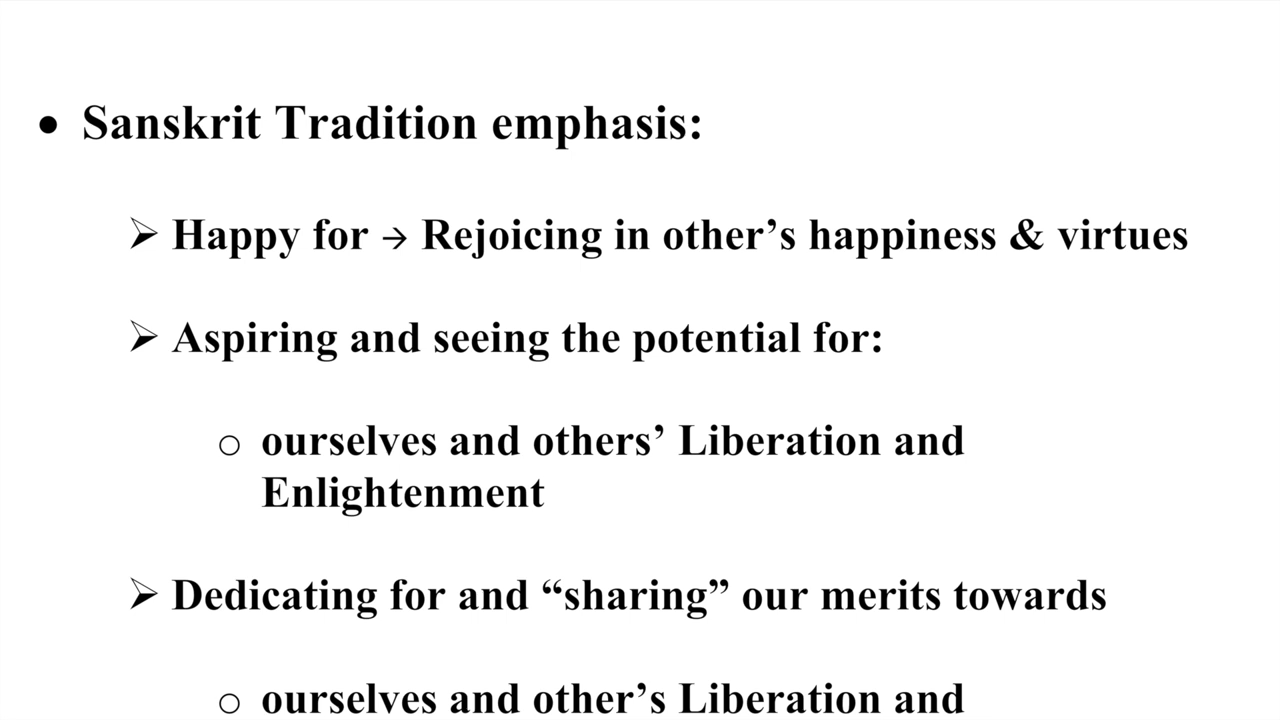 • Sanskrit Tradition emphasis:
➢ Happy for → Rejoicing in other’s happiness & virtues
➢ Aspiring and seeing the potential for:
o ourselves and others’ Liberation and
Enlightenment
➢ Dedicating for and “sharing” our merits towards
o ourselves and other’s Liberation and